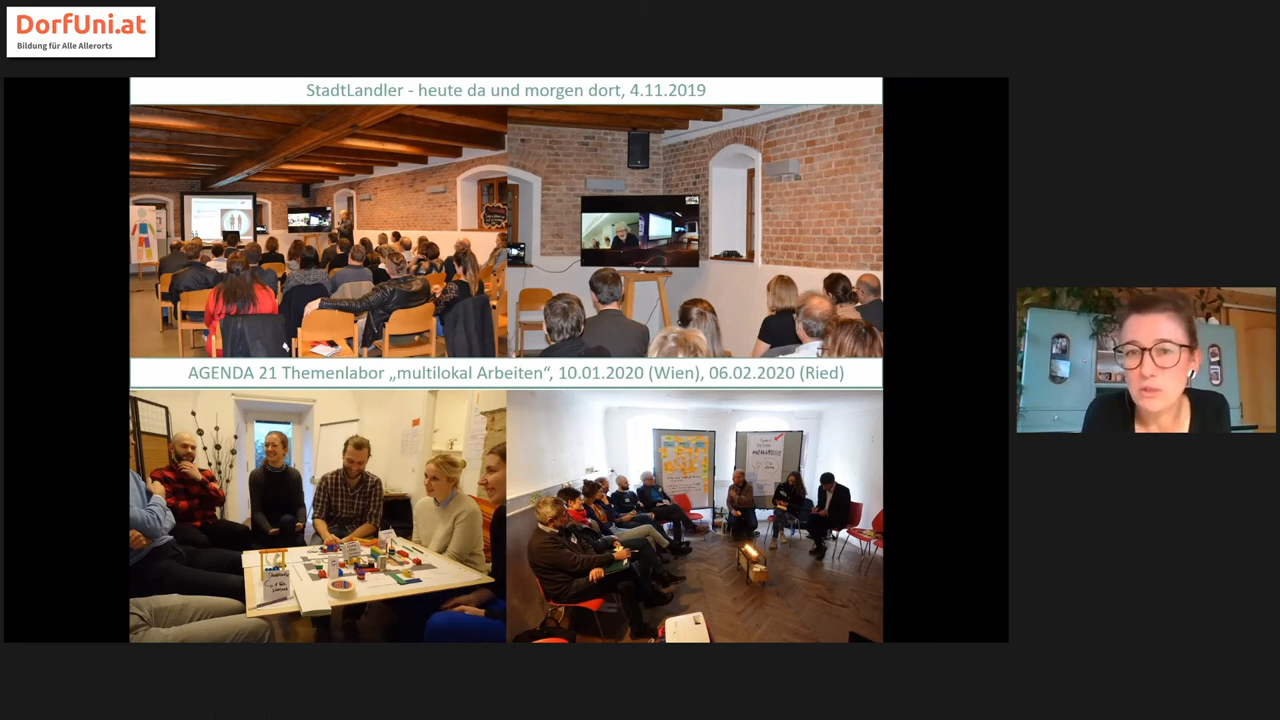 DorfUni.at
Bildung für Alle Allerorts
StadtLandler - heute da und morgen dort, 4.11.2019
AGENDA 21 Themenlabor „multilokal Arbeiten“, 10.01.2020 (Wien), 06.02.2020 (Ried)